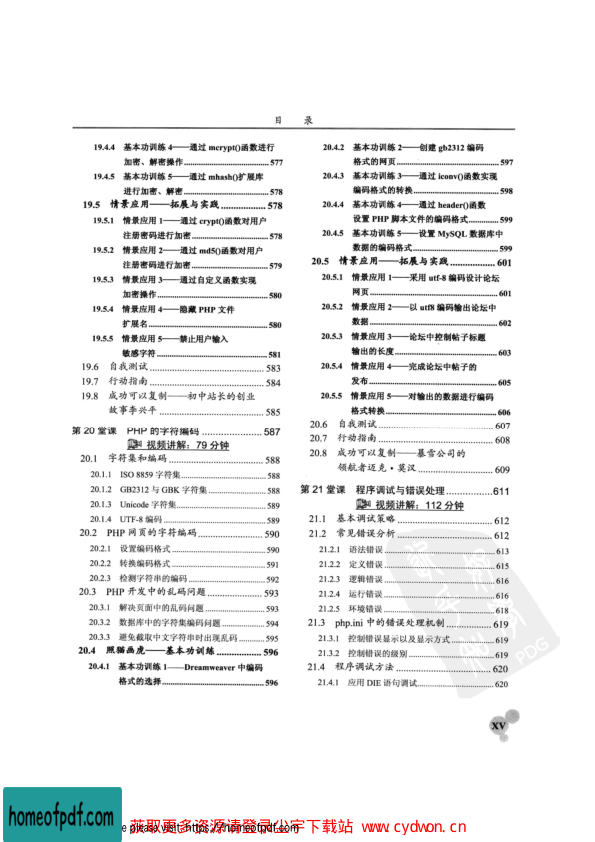 目 录
19.4.4 基本功训练 4——通过 mcrypt()函数进行
加密、解密操作 577
19.4.5 基本功训练 5——通过 mhash()扩展库
进行加密、解密 578
19.5 情景应用——拓展与实践 578
19.5.1 情景应用 1——通过 crypt()函数对用户
注册密码进行加密 578
19.5.2 情景应用 2——通过 md5()函数对用户
注册密码进行加密 579
19.5.3 情景应用 3——通过自定义函数实现
加密操作 580
19.5.4 情景应用 4——隐藏 PHP 文件
扩展名 580
19.5.5 情景应用 5——禁止用户输入
敏感字符 581
19.6 自我测试 583
19.7 行动指南 584
19.8 成功可以复制——初中站长的创业
故事李兴平 585
第 20 堂课 PHP 的字符编码 587
视频讲解：79 分钟
20.1 字符集和编码 588
20.1.1 ISO 8859 字符集 588
20.1.2 GB2312 与 GBK 字符集 588
20.1.3 Unicode 字符集 589
20.1.4 UTF-8 编码 589
20.2 PHP 网页的字符编码 590
20.2.1 设置编码格式 590
20.2.2 转换编码格式 591
20.2.3 检测字符串的编码 592
20.3 PHP 开发中的乱码问题 593
20.3.1 解决页面中的乱码问题 593
20.3.2 数据库中的字符集编码问题 594
20.3.3 避免截取中文字符串时出现乱码 595
20.4 照猫画虎——基本功训练 596
20.4.1 基本功训练 1——Dreamweaver 中编码
格式的选择 596
20.4.2 基本功训练 2——创建 gb2312 编码
格式的网页 597
20.4.3 基本功训练 3——通过 iconv()函数实现
编码格式的转换 598
20.4.4 基本功训练 4——通过 header()函数
设置 PHP 脚本文件的编码格式 599
20.4.5 基本功训练 5——设置 MySQL 数据库中
数据的编码格式 599
20.5 情景应用——拓展与实践 601
20.5.1 情景应用 1——采用 utf-8 编码设计论坛
网页 601
20.5.2 情景应用 2——以 utf8 编码输出论坛中
数据 602
20.5.3 情景应用 3——论坛中控制帖子标题
输出的长度 603
20.5.4 情景应用 4——完成论坛中帖子的
发布 605
20.5.5 情景应用 5——对输出的数据进行编码
格式转换 606
20.6 自我测试 607
20.7 行动指南 608
20.8 成功可以复制——暴雪公司的
领航者迈克·莫汉 609
第 21 堂课 程序调试与错误处理 611
视频讲解：112 分钟
21.1 基本调试策略 612
21.2 常见错误分析 612
21.2.1 语法错误 613
21.2.2 定义错误 615
21.2.3 逻辑错误 616
21.2.4 运行错误 616
21.2.5 环境错误 618
21.3 php.ini 中的错误处理机制 619
21.3.1 控制错误显示以及显示方式 619
21.3.2 控制错误的级别 619
21.4 程序调试方法 620
21.4.1 应用 DIE 语句调试 620
PDG
XV
homeofpdf.com
please visit: https://homeofpdf.com
获取更多资源请登录尘宇下载站 www.cydwon.cn